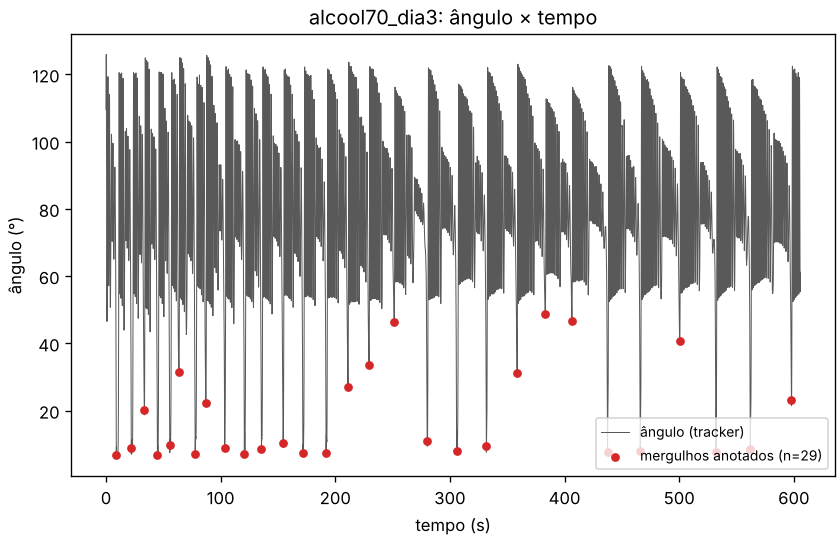 alcool70_dia3: ângulo × tempo
120
100
80
60
40
20
ângulo (°)
0
100
200
300
400
500
600
tempo (s)
ângulo (tracker)
mergulhos anotados (n=29)